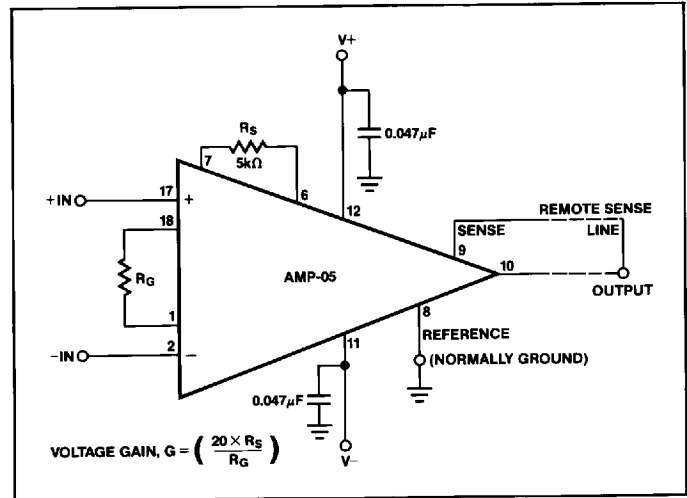 V+
0.047µF
RS
5kΩ
7
6
12
+IN
17
+
18
RG
1
-IN
2
−
AMP-05
REMOTE SENSE
SENSE
LINE
9
10
OUTPUT
8
REFERENCE
(NORMALLY GROUND)
11
0.047µF
V−
VOLTAGE GAIN, G = ( 20 × RS / RG )